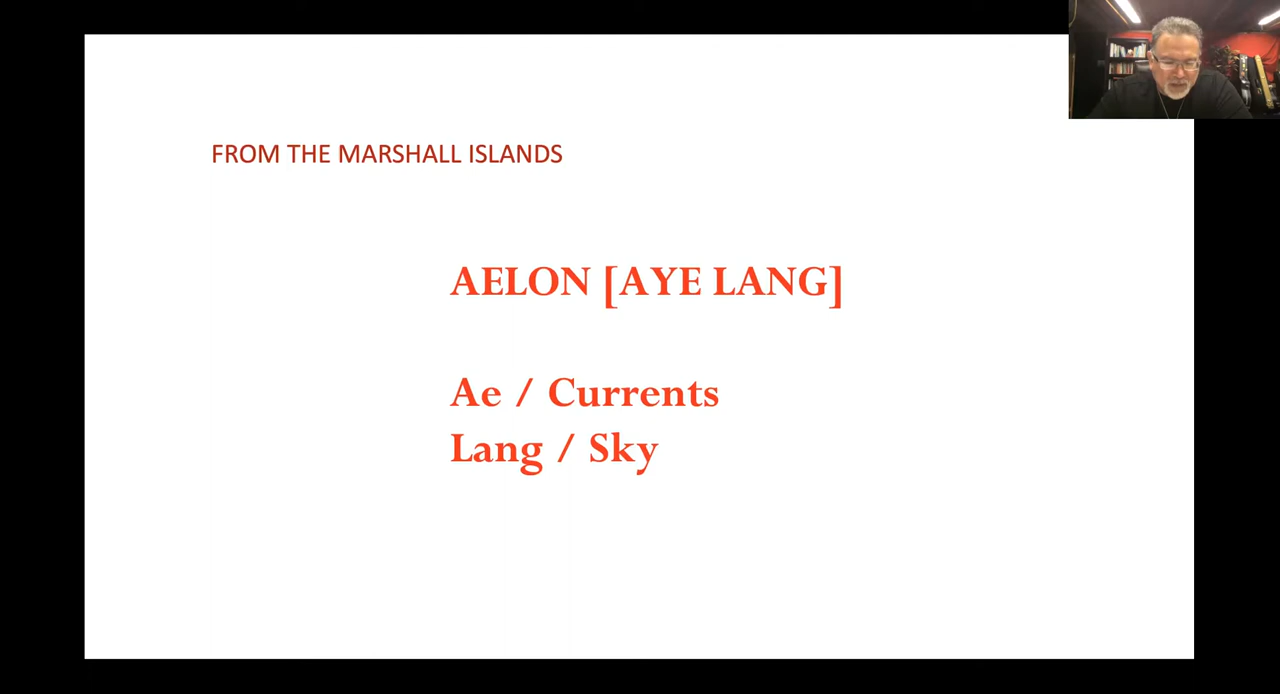 FROM THE MARSHALL ISLANDS
AELON [AYE LANG]
Ae / Currents
Lang / Sky